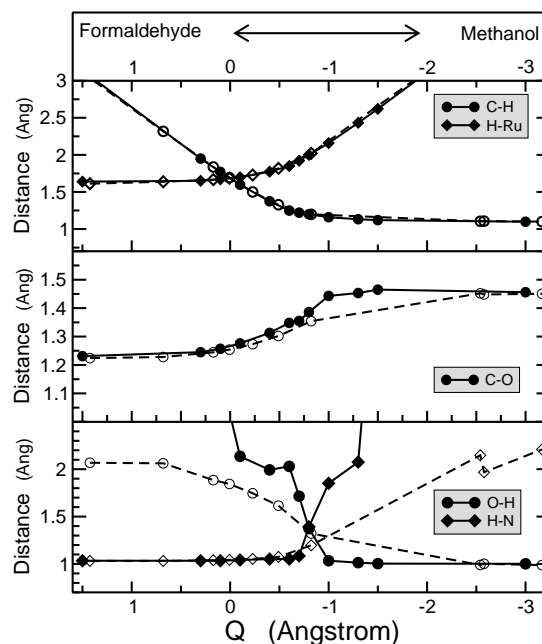 Formaldehyde Methanol
1 0 -1 -2 -3
3
2.5
2
1.5
1
Distance (Ang)
C-H
H-Ru
1.5
1.4
1.3
1.2
1.1
Distance (Ang)
C-O
2
1.5
1
Distance (Ang)
O-H
H-N
1 0 -1 -2 -3
Q (Angstrom)